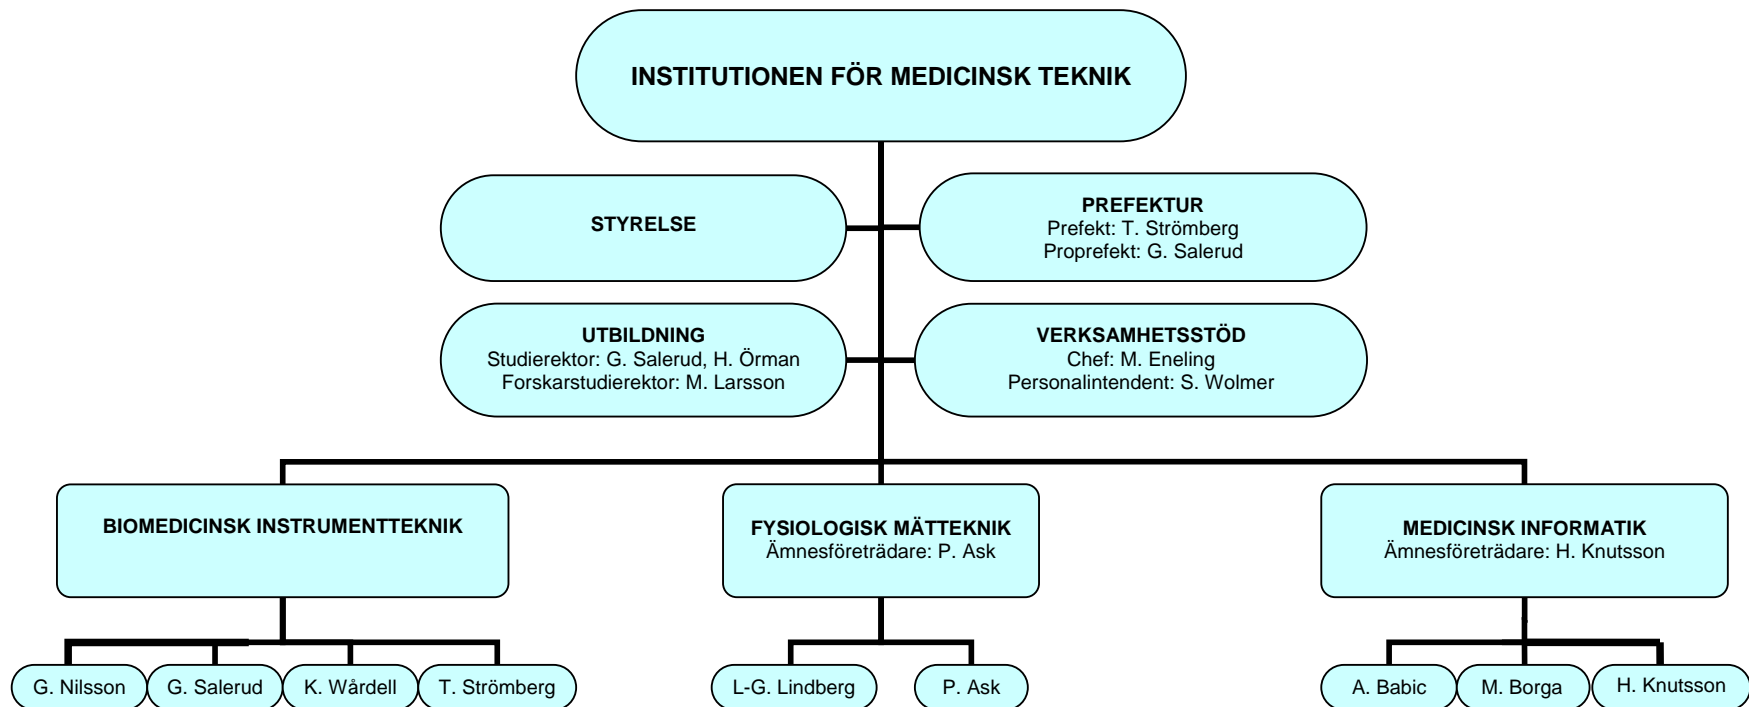 INSTITUTIONEN FÖR MEDICINSK TEKNIK
STYRELSE
PREFEKTUR
Prefekt: T. Strömberg
Proprefekt: G. Salerud
UTBILDNING
Studierektor: G. Salerud, H. Örman
Forskarstudierektor: M. Larsson
VERKSAMHETSSTÖD
Chef: M. Eneling
Personalintendent: S. Wolmer
BIOMEDICINSK INSTRUMENTTEKNIK
FYSIOLOGISK MÄTTEKNIK
Ämnesföreträdare: P. Ask
MEDICINSK INFORMATIK
Ämnesföreträdare: H. Knutsson
G. Nilsson
G. Salerud
K. Wårdell
T. Strömberg
L-G. Lindberg
P. Ask
A. Babic
M. Borga
H. Knutsson